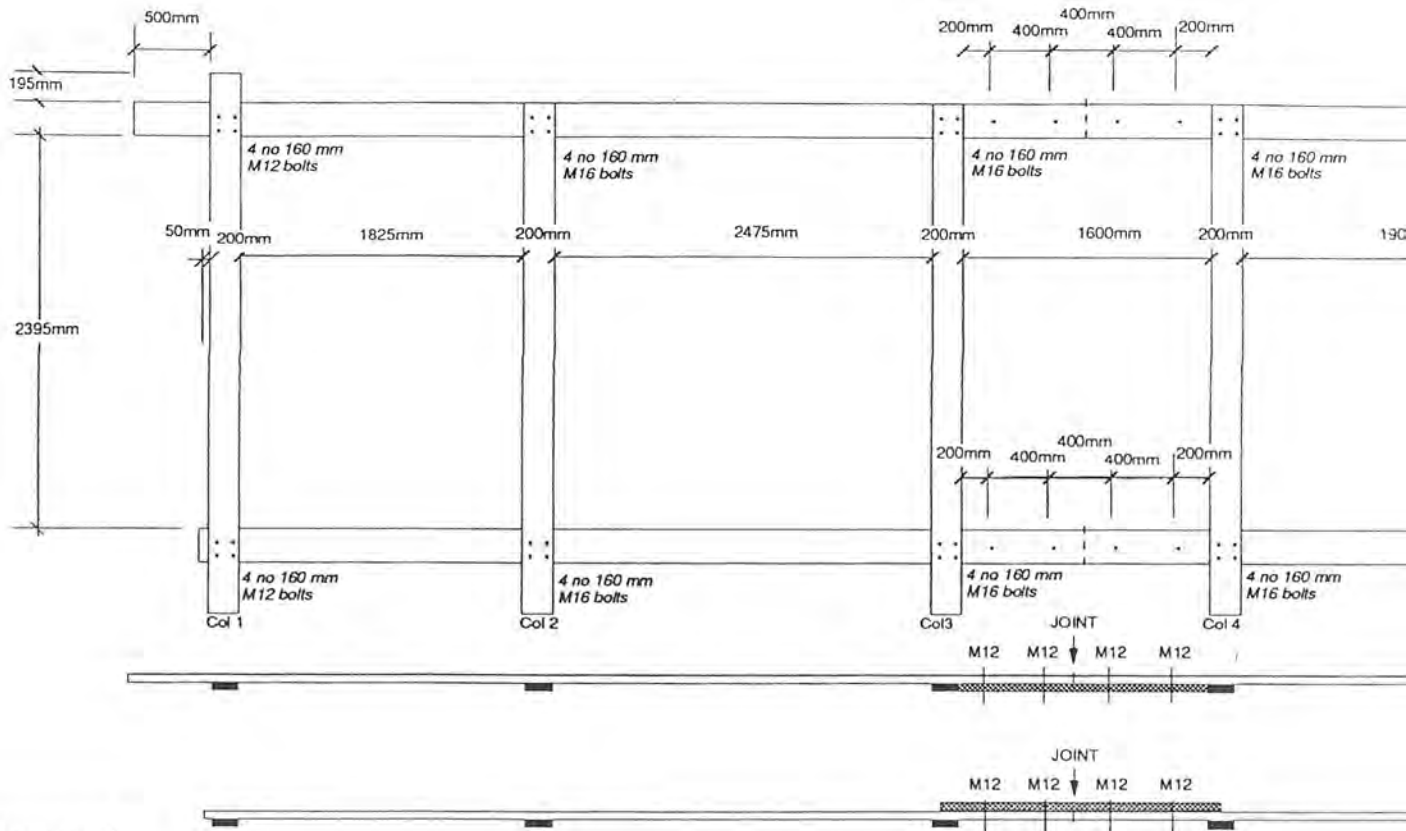 500mm
400mm
200mm 400mm 400mm 200mm
195mm
4 no 160 mm
M12 bolts
4 no 160 mm
M16 bolts
4 no 160 mm
M16 bolts
4 no 160 mm
M16 bolts
50mm 200mm 1825mm 200mm 2475mm 200mm 1600mm 200mm 190
2395mm
400mm
200mm 400mm 400mm 200mm
4 no 160 mm
M12 bolts
4 no 160 mm
M16 bolts
4 no 160 mm
M16 bolts
4 no 160 mm
M16 bolts
Col 1 Col 2 Col3 JOINT Col 4
M12 M12 M12 M12
JOINT
M12 M12 M12 M12